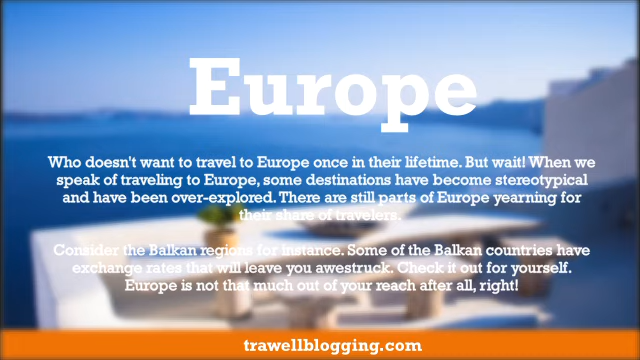 Europe
Who doesn't want to travel to Europe once in their lifetime. But wait! When we
speak of traveling to Europe, some destinations have become stereotypical
and have been over-explored. There are still parts of Europe yearning for
their share of travelers.
Consider the Balkan regions for instance. Some of the Balkan countries have
exchange rates that will leave you awestruck. Check it out for yourself.
Europe is not that much out of your reach after all, right!
trawellblogging.com